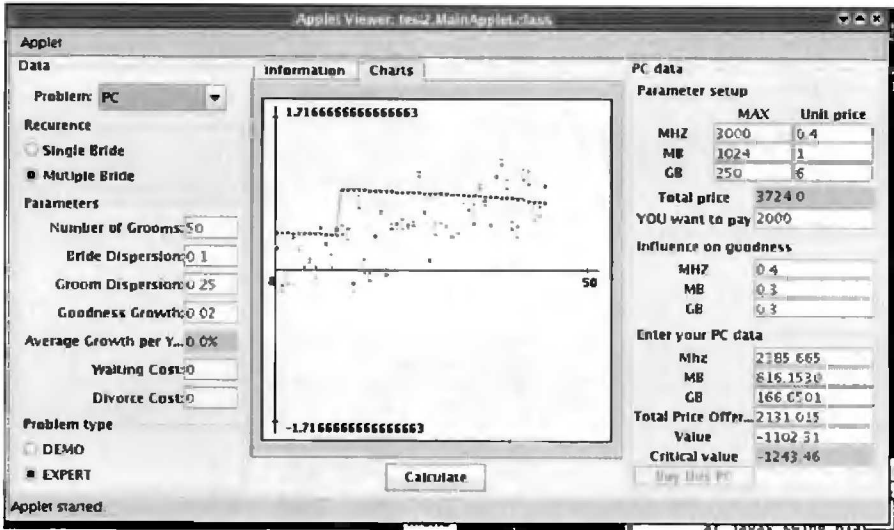 Applet Viewer: tesi2.MainApplet.class
Applet
Data
Problem: PC
Recurence
Single Bride
Mutiple Bride
Parameters
Number of Grooms: 50
Bride Dispersion: 0.1
Groom Dispersion: 0.25
Goodness Growth: 0.02
Average Growth per Y... 0.0%
Waiting Cost: 0
Divorce Cost: 0
Problem type
DEMO
EXPERT
Information Charts
1.7166666666666663
50
-1.7166666666666663
Calculate
PC data
Parameter setup
MAX Unit price
MHZ 3000 0.4
MB 1024 1
GB 250 6
Total price 3724.0
YOU want to pay 2000
Influence on goodness
MHZ 0.4
MB 0.3
GB 0.3
Enter your PC data
Mhz 2185.665
MB 816.1530
GB 166.6501
Total Price Offer... 2131.015
Value -1102.31
Critical value -1243.46
Buy this PC
Applet started.